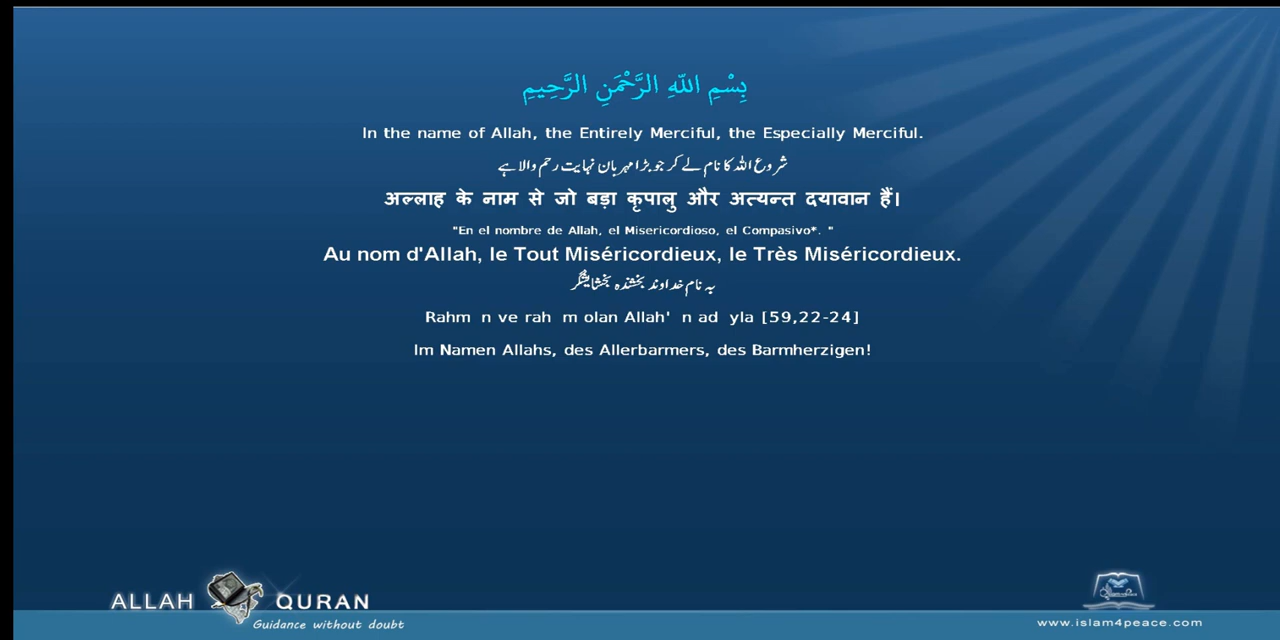 بِسْمِ اللّهِ الرَّحْمَنِ الرَّحِيمِ
In the name of Allah, the Entirely Merciful, the Especially Merciful.
شروع اللہ کا نام لے کر جو بڑا مہربان نہایت رحم والا ہے
अल्लाह के नाम से जो बड़ा कृपालु और अत्यन्त दयावान हैं।
"En el nombre de Allah, el Misericordioso, el Compasivo*. "
Au nom d'Allah, le Tout Miséricordieux, le Très Miséricordieux.
به نام خداوند بخشنده بخشایشگر
Rahm n ve rah m olan Allah' n ad yla [59,22-24]
Im Namen Allahs, des Allerbarmers, des Barmherzigen!
ALLAH QURAN
Guidance without doubt
www.islam4peace.com